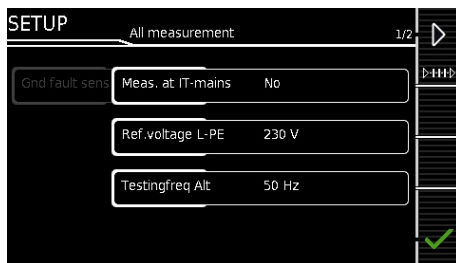 SETUP
All measurement
1/2
Gnd fault sens
Meas. at IT-mains No
Ref.voltage L-PE 230 V
Testingfreq Alt 50 Hz